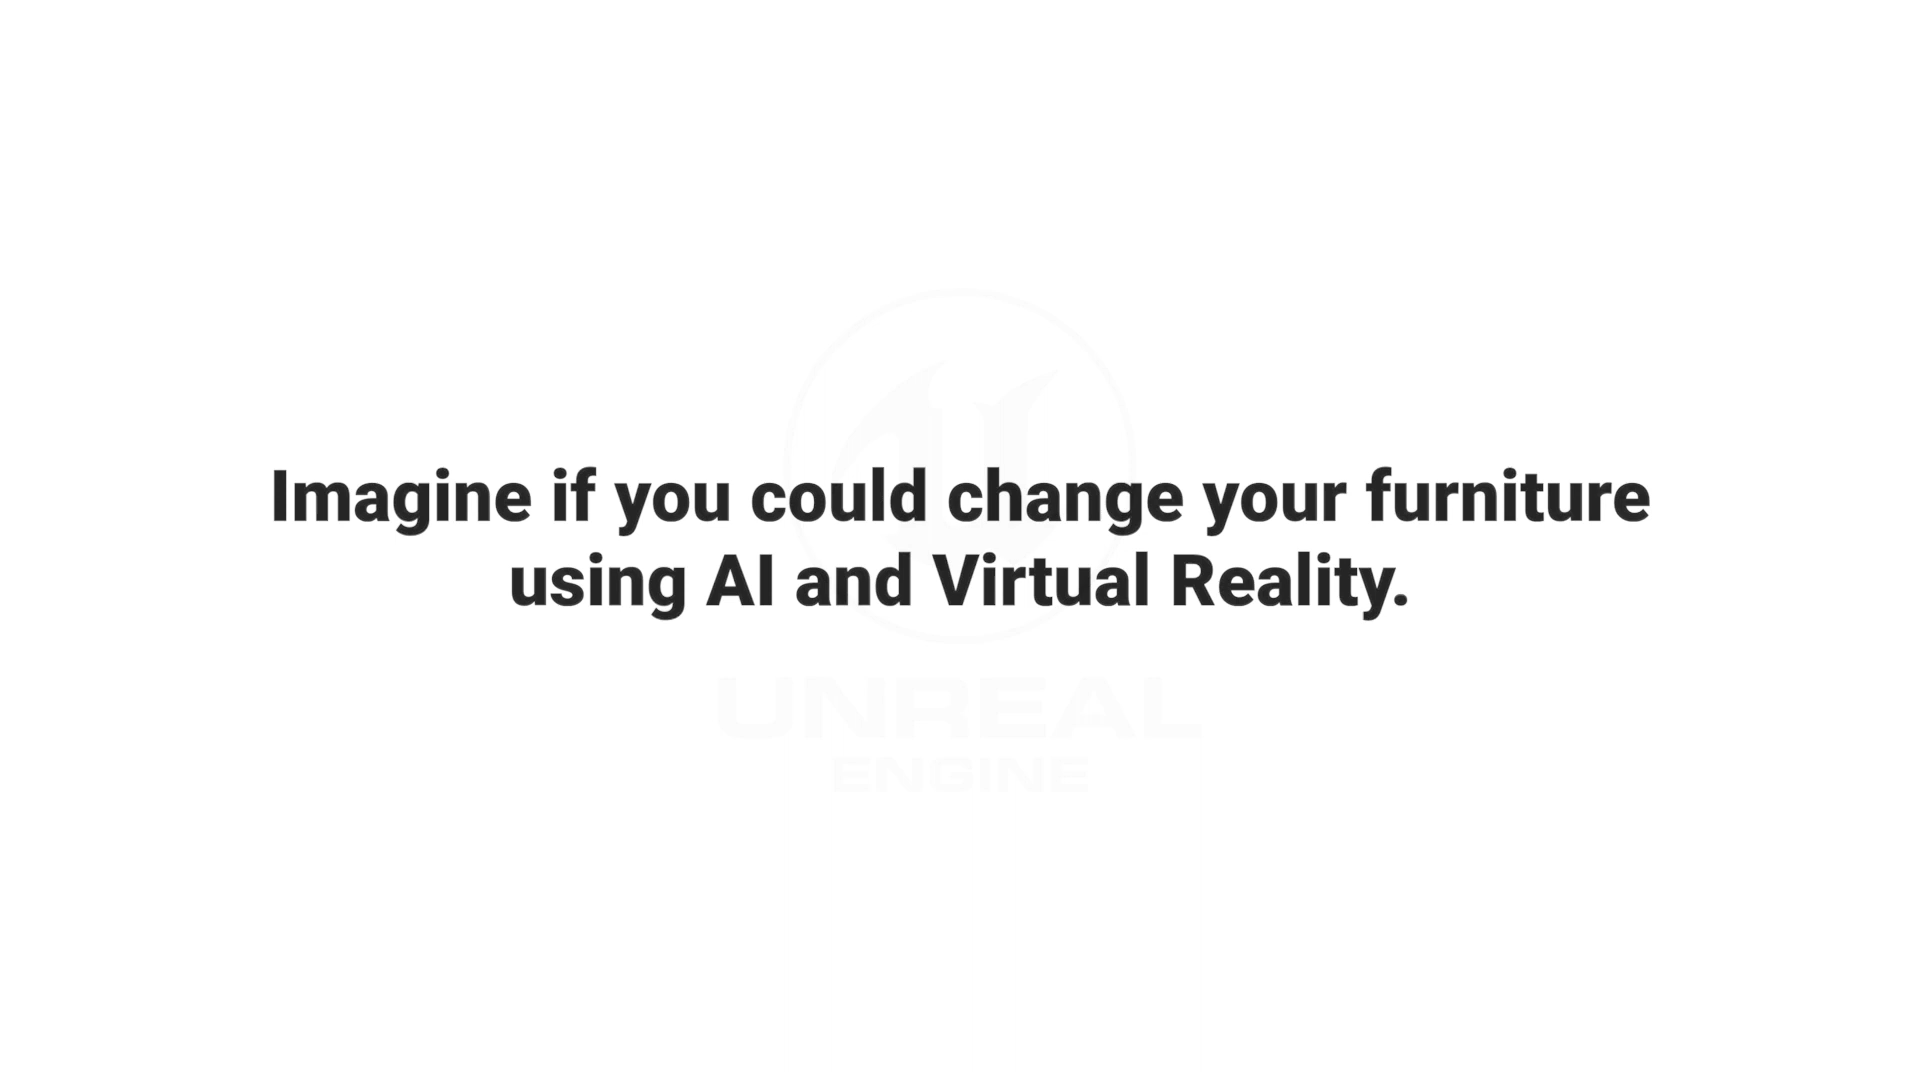 Imagine if you could change your furniture
using AI and Virtual Reality.
UNREAL
ENGINE